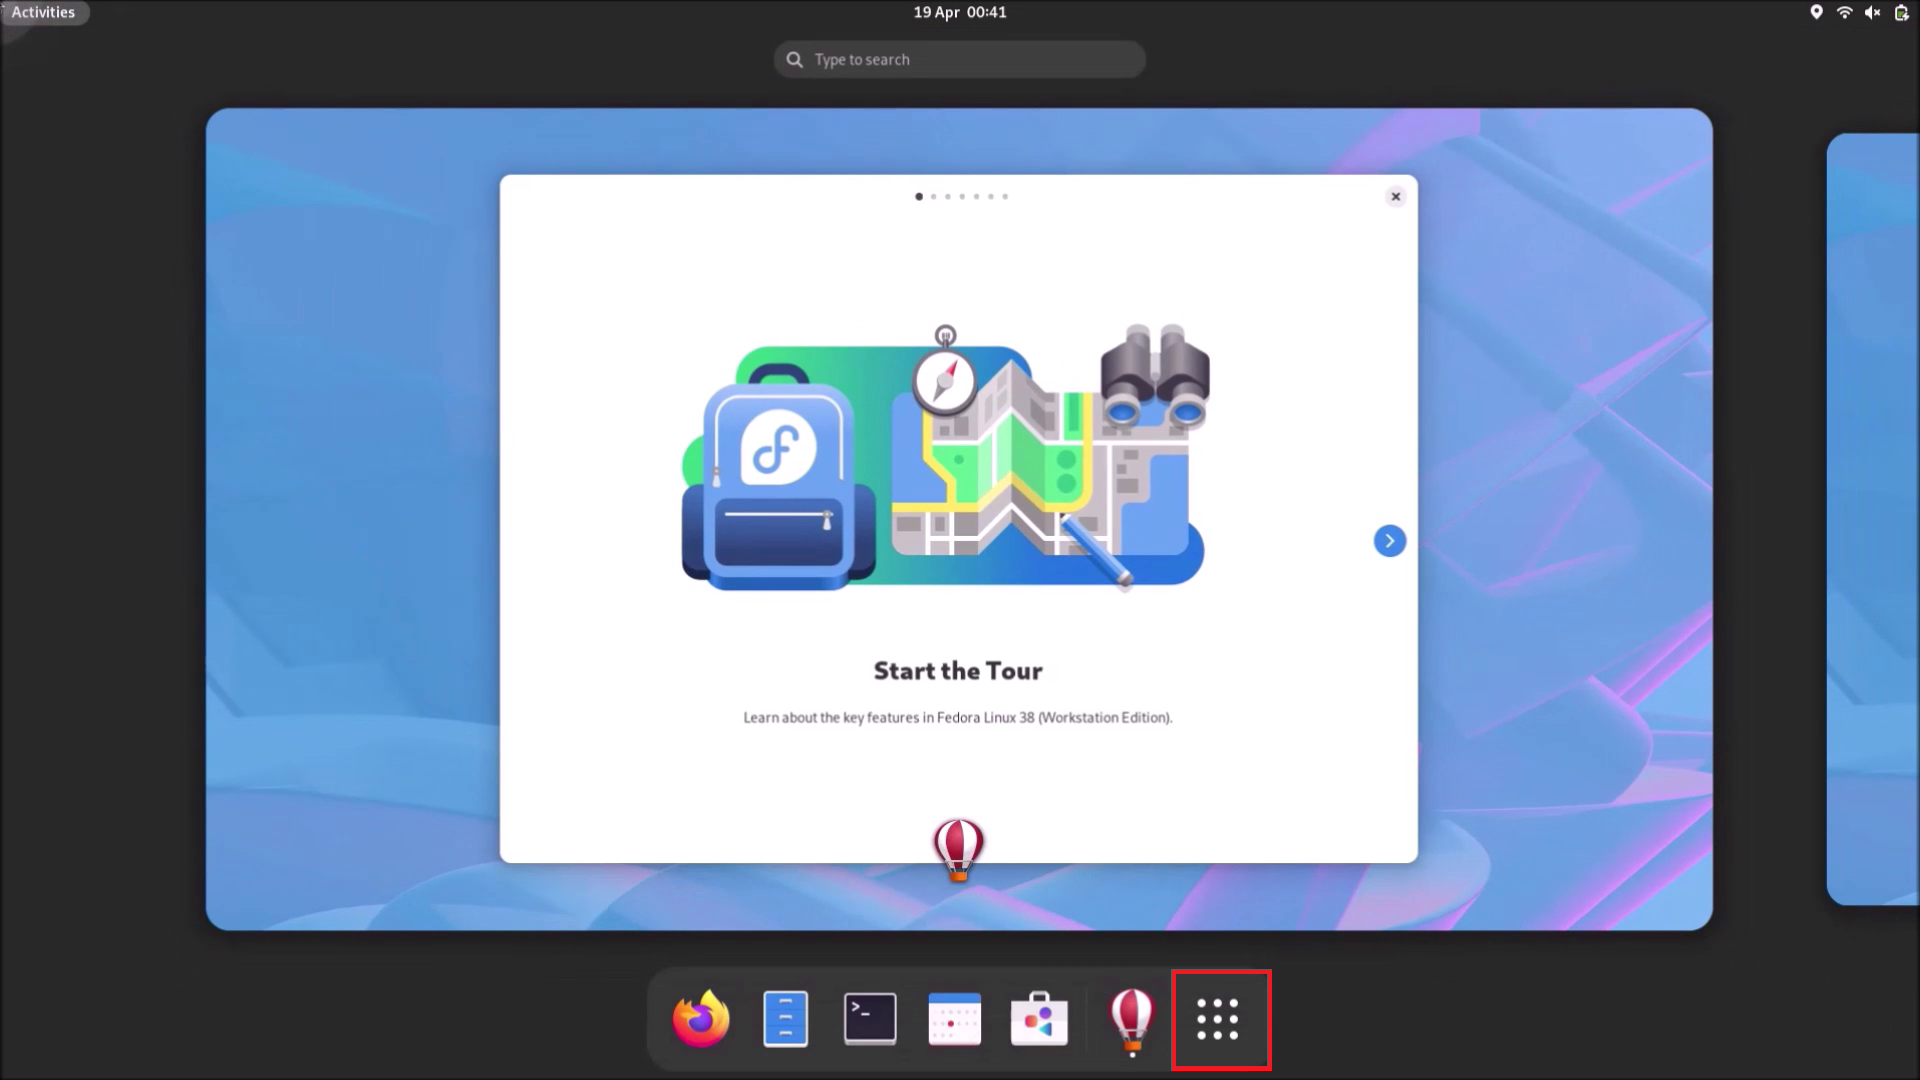 Activities
19 Apr 00:41
Type to search
Start the Tour
Learn about the key features in Fedora Linux 38 (Workstation Edition).